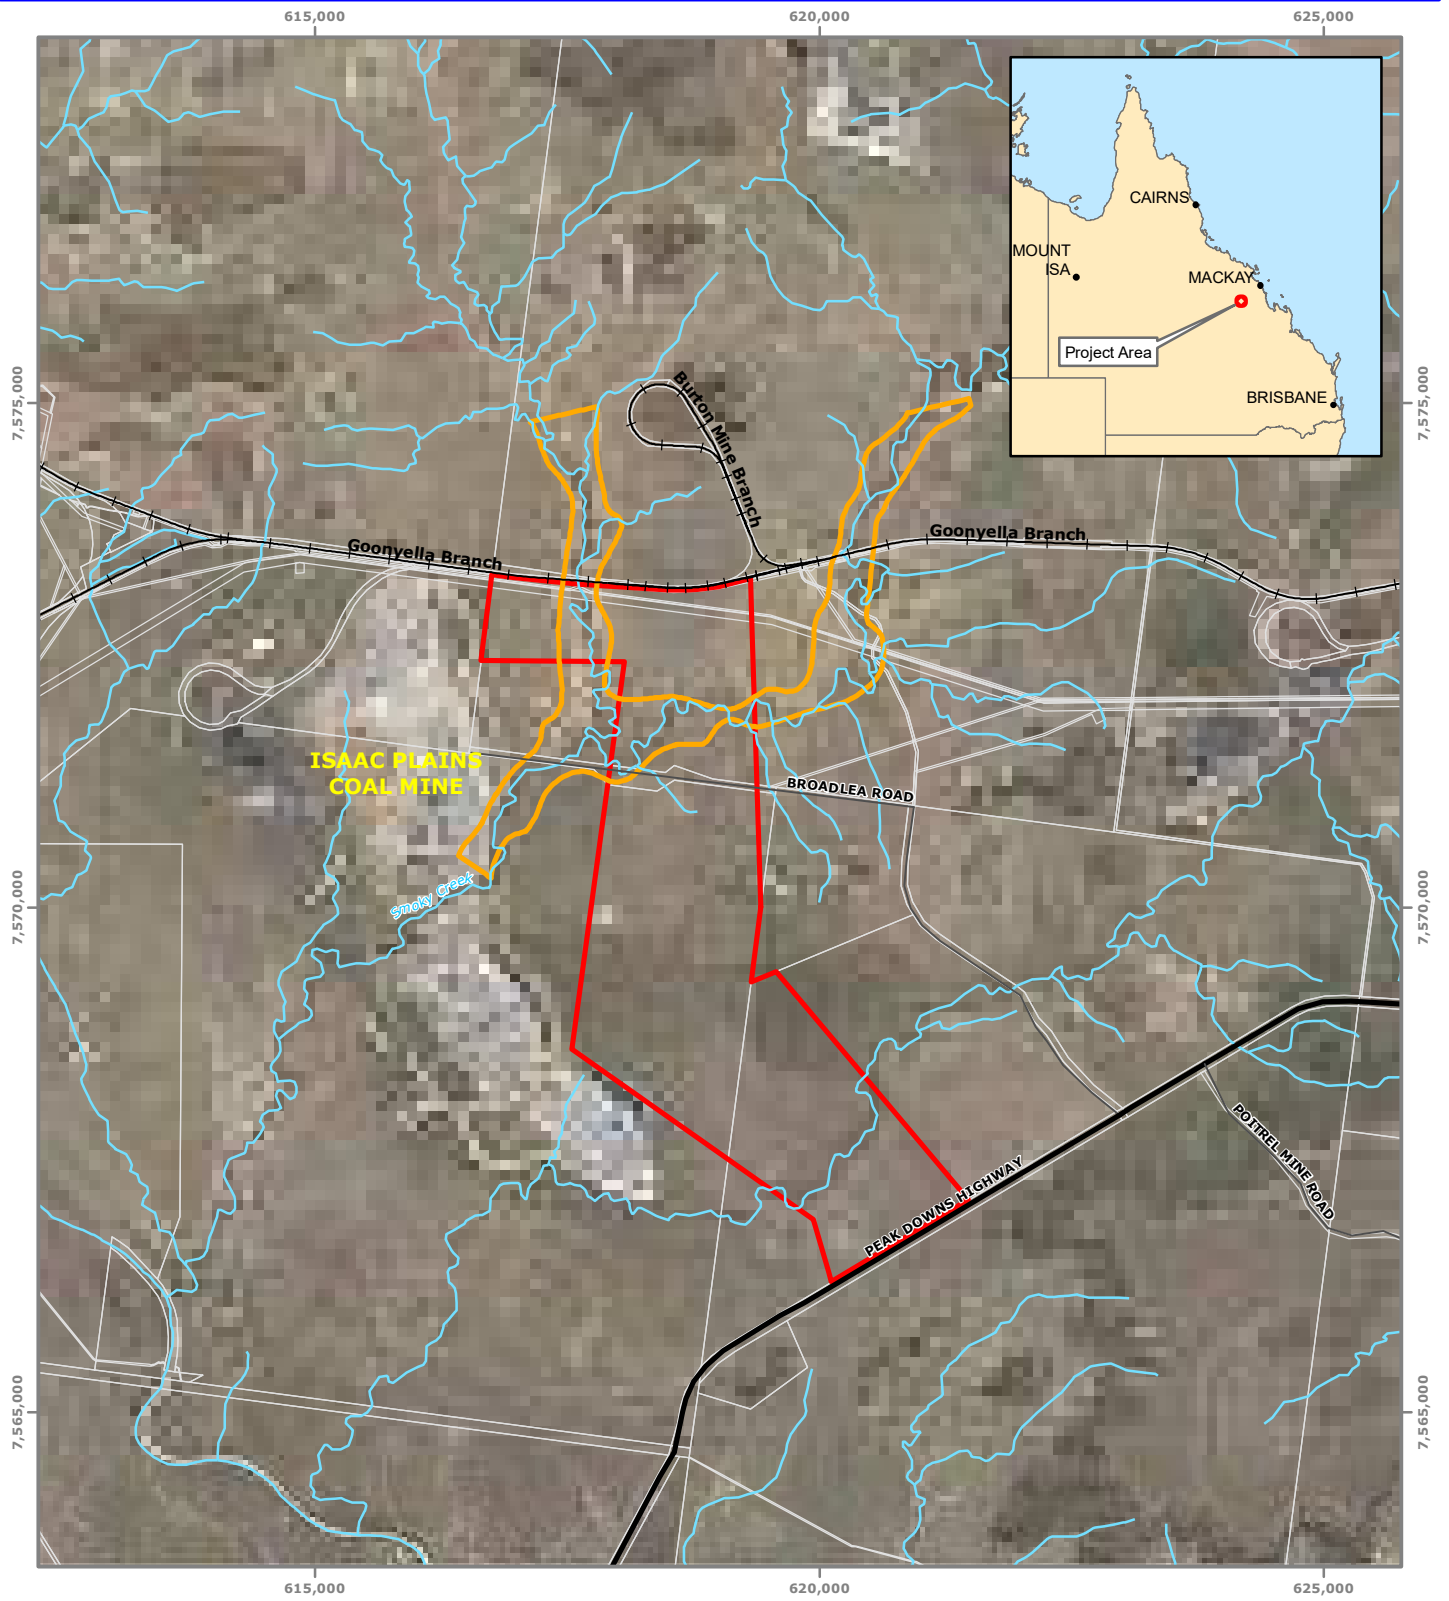 615,000
620,000
625,000
CAIRNS
MOUNT
ISA
MACKAY
Project Area
BRISBANE
7,575,000
7,575,000
Burton Mine Branch
Goonyella Branch
Goonyella Branch
ISAAC PLAINS
COAL MINE
BROADLEA ROAD
Smoky Creek
7,570,000
7,570,000
POITREL MINE ROAD
PEAK DOWNS HIGHWAY
7,565,000
7,565,000
615,000
620,000
625,000